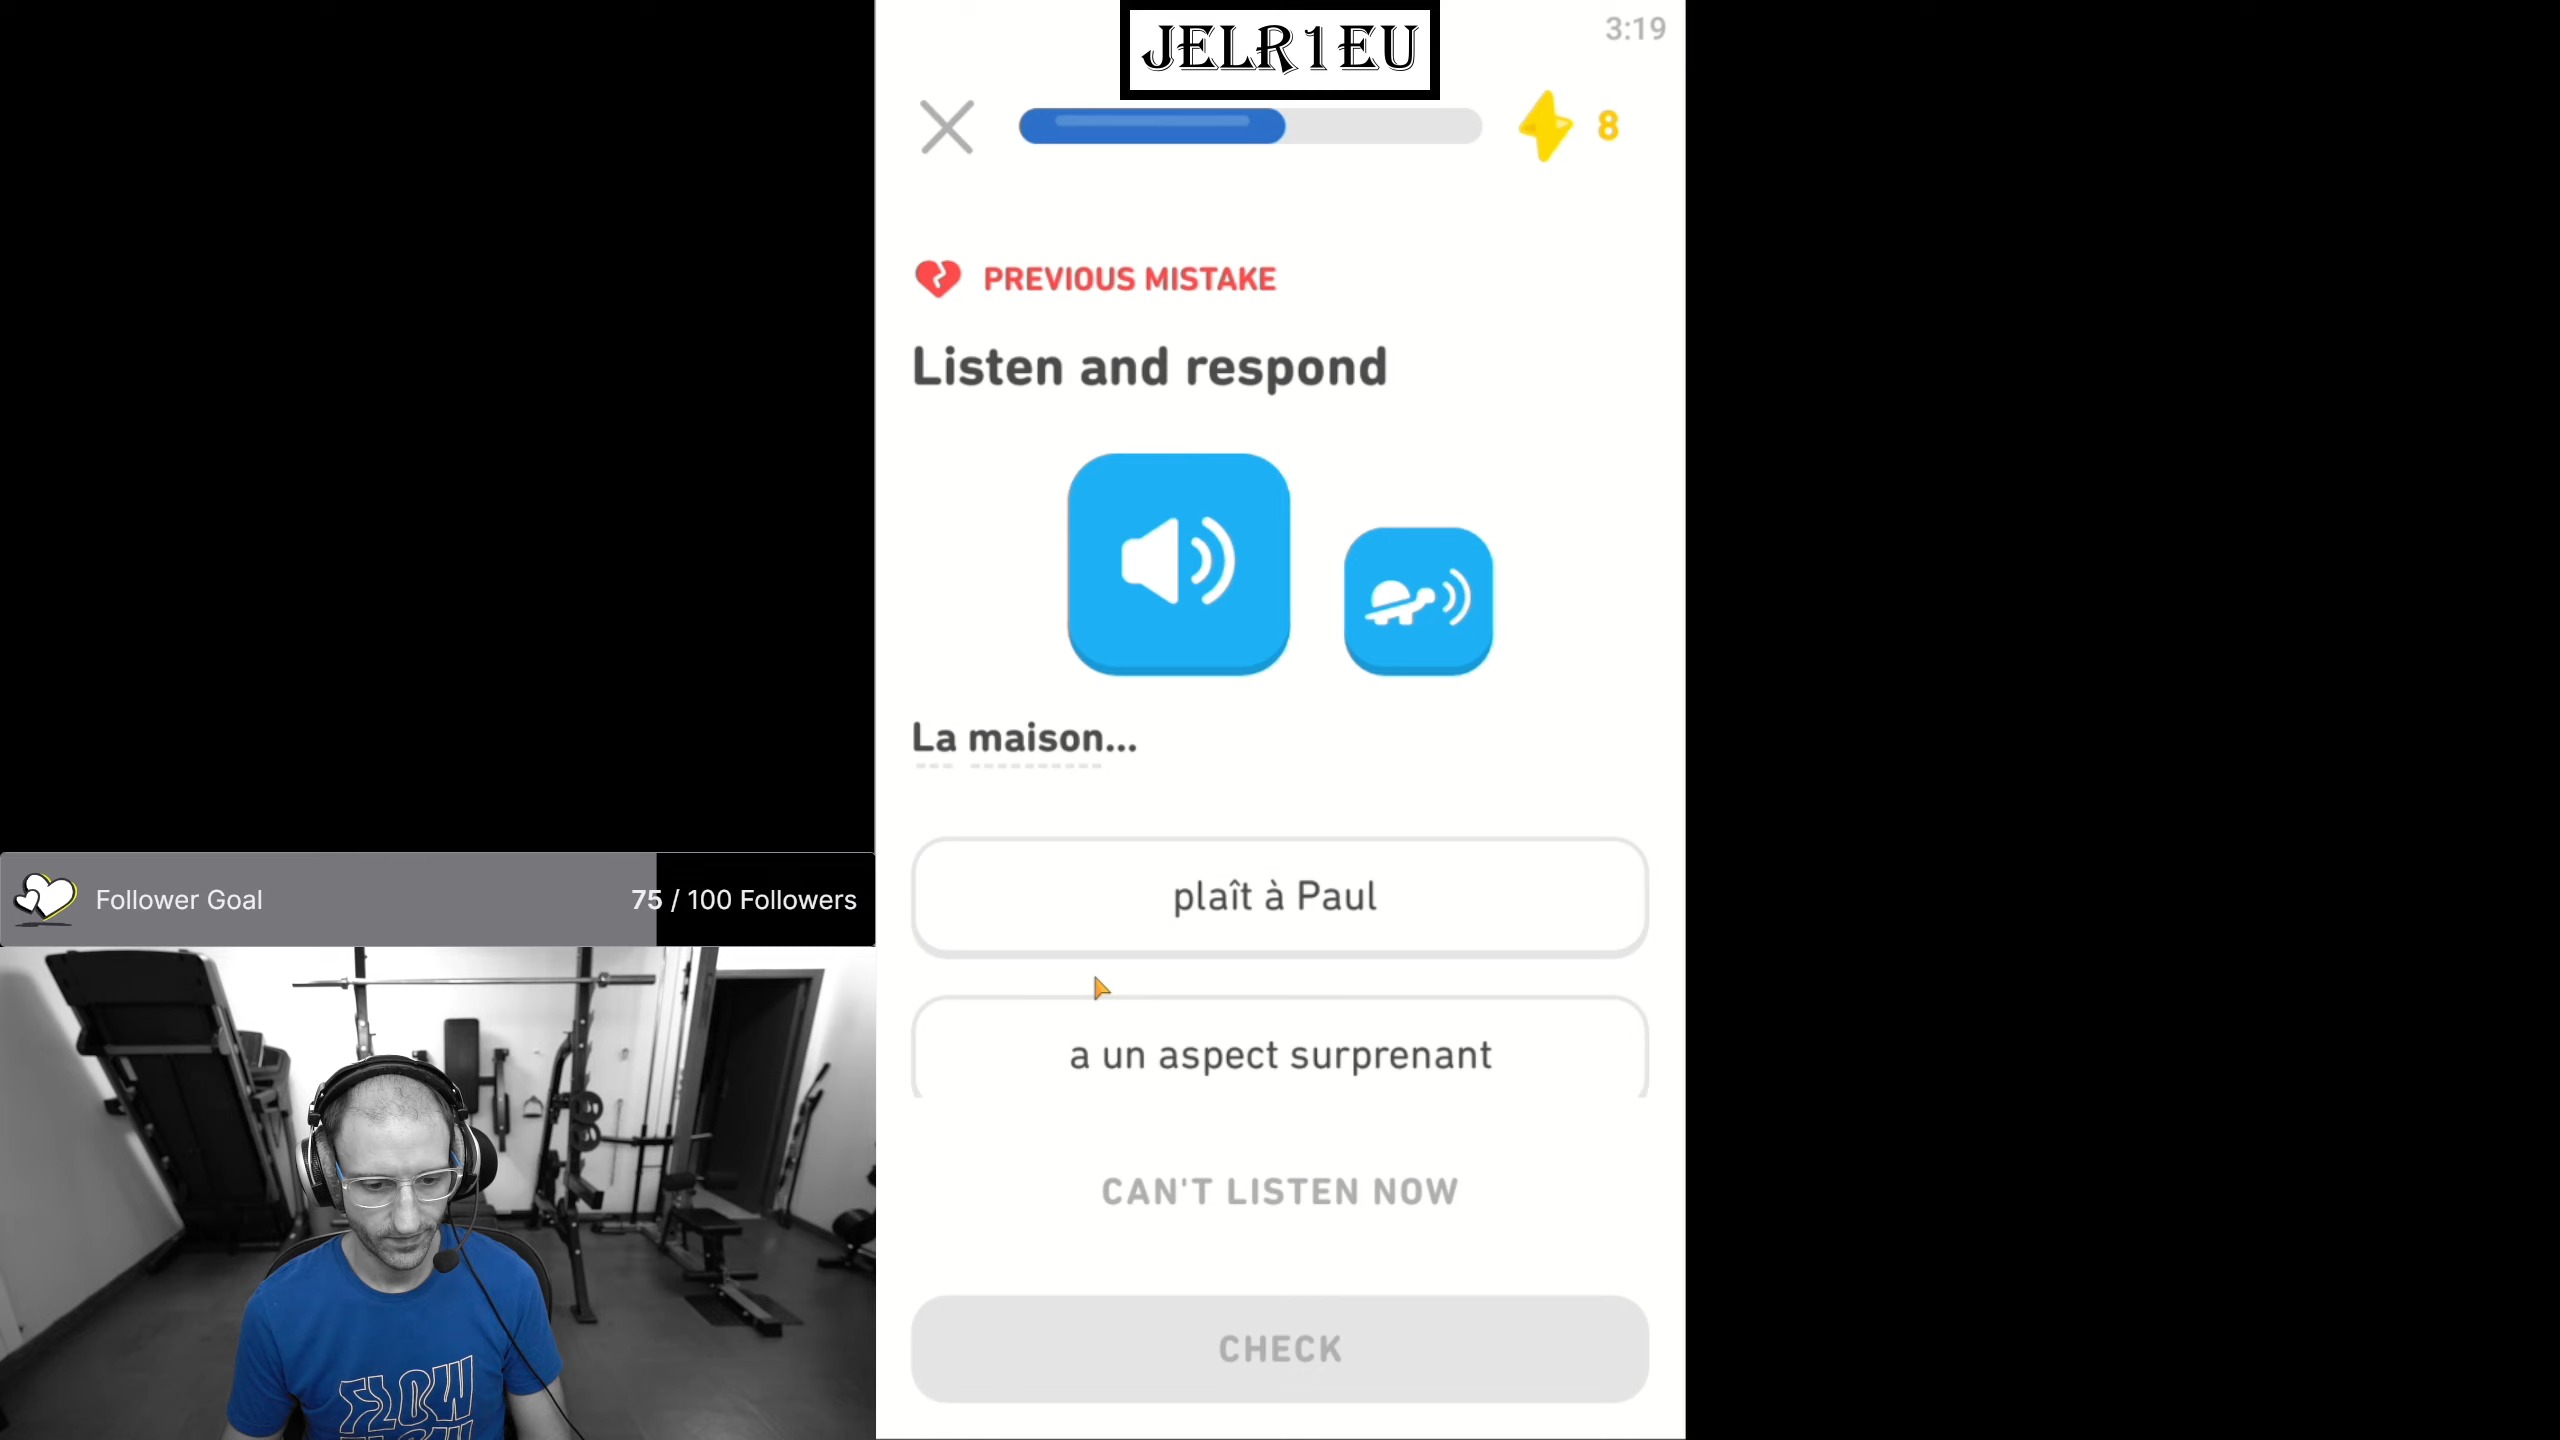 JELR1EU
3:19
8
PREVIOUS MISTAKE
Listen and respond
La maison...
plaît à Paul
a un aspect surprenant
CAN'T LISTEN NOW
CHECK
Follower Goal
75 / 100 Followers
FLOW